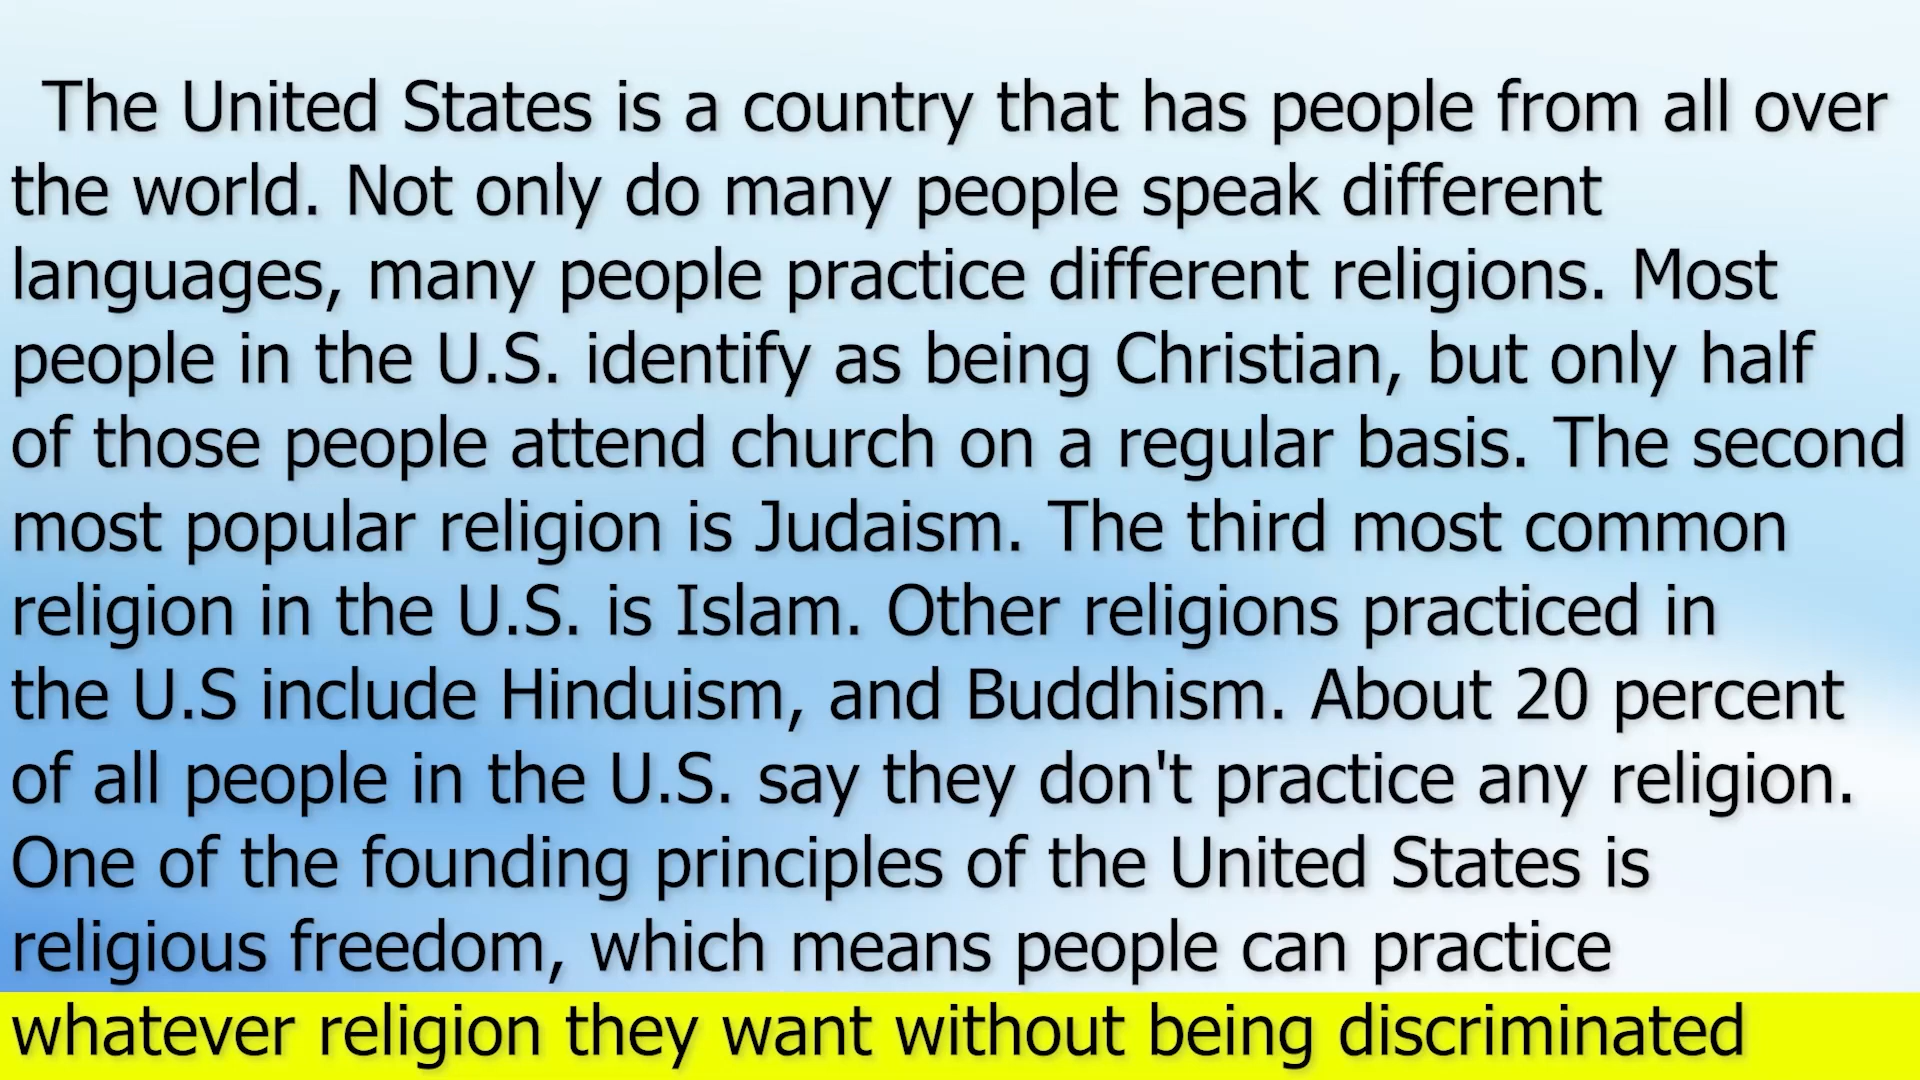 The United States is a country that has people from all over
the world. Not only do many people speak different
languages, many people practice different religions. Most
people in the U.S. identify as being Christian, but only half
of those people attend church on a regular basis. The second
most popular religion is Judaism. The third most common
religion in the U.S. is Islam. Other religions practiced in
the U.S include Hinduism, and Buddhism. About 20 percent
of all people in the U.S. say they don't practice any religion.
One of the founding principles of the United States is
religious freedom, which means people can practice
whatever religion they want without being discriminated